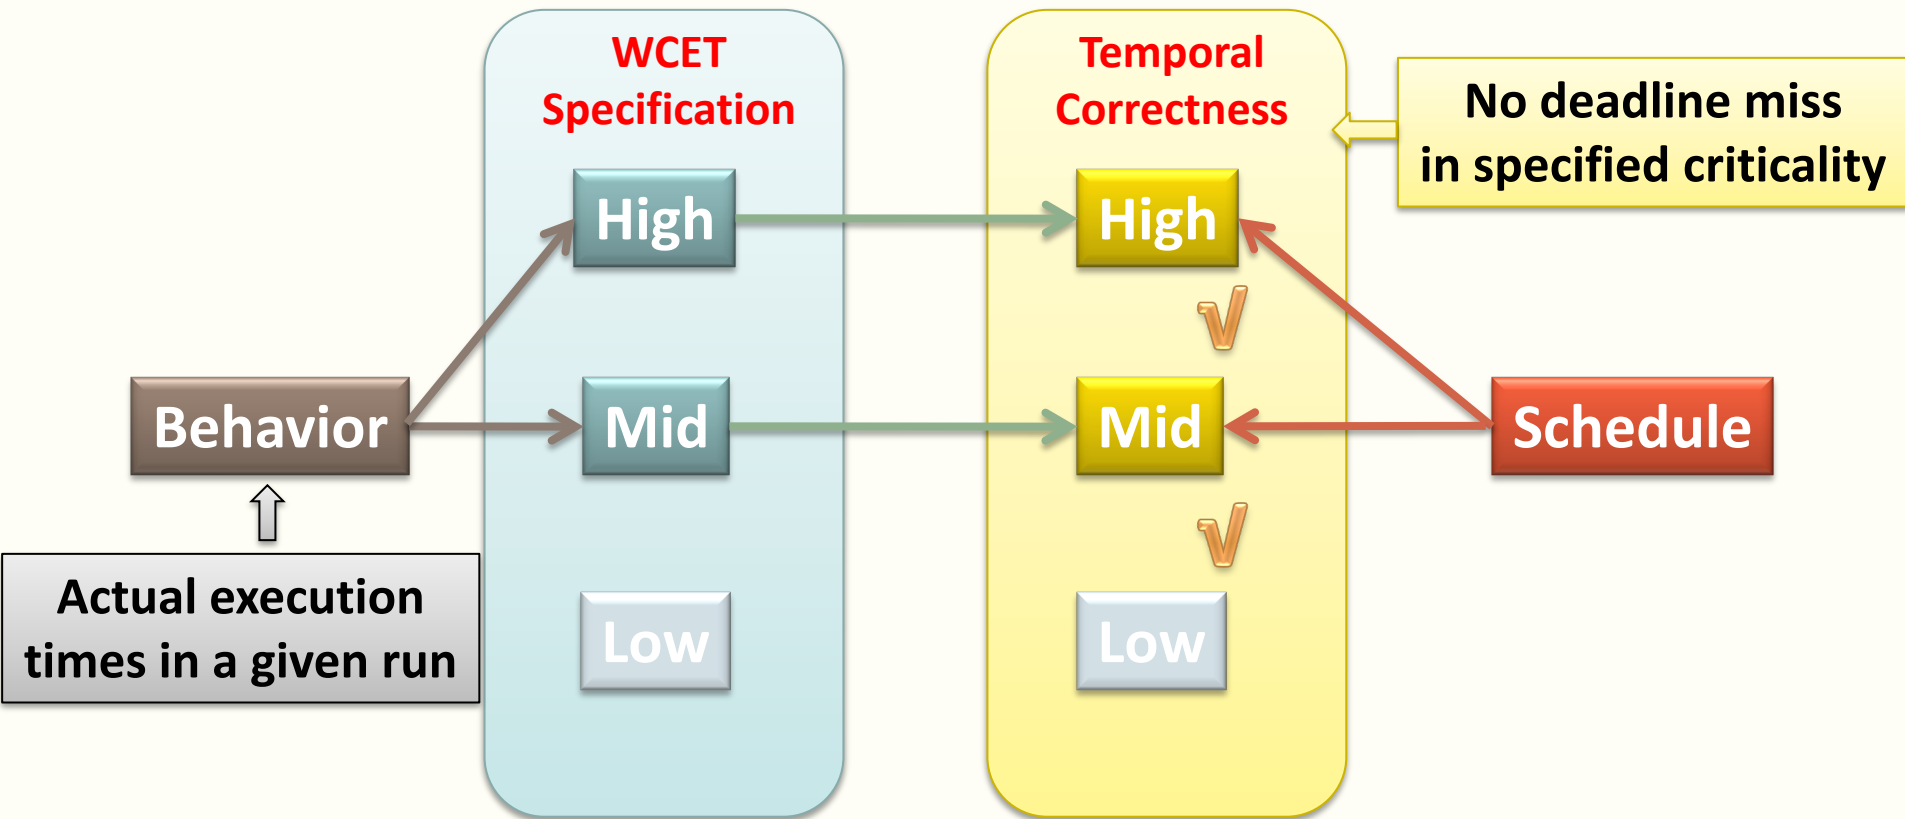 WCET
Specification
Temporal
Correctness
No deadline miss
in specified criticality
High
High
√
Behavior
Mid
Mid
Schedule
√
Actual execution
times in a given run
Low
Low